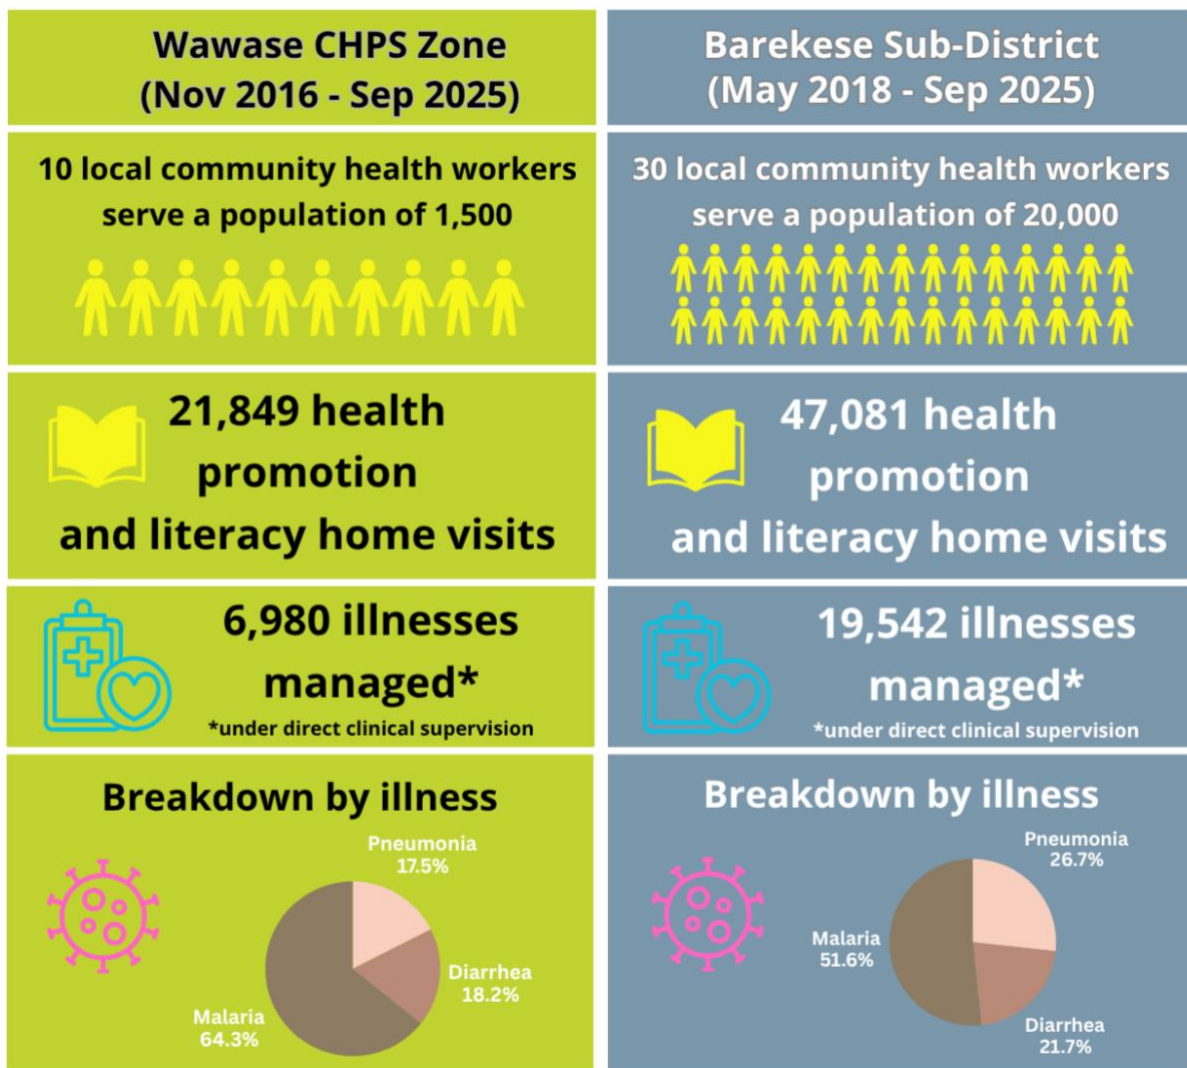 Wawase CHPS Zone
(Nov 2016 - Sep 2025)
10 local community health workers
serve a population of 1,500
21,849 health
promotion
and literacy home visits
6,980 illnesses
managed*
*under direct clinical supervision
Breakdown by illness
Pneumonia
17.5%
Diarrhea
18.2%
Malaria
64.3%
Barekese Sub-District
(May 2018 - Sep 2025)
30 local community health workers
serve a population of 20,000
47,081 health
promotion
and literacy home visits
19,542 illnesses
managed*
*under direct clinical supervision
Breakdown by illness
Pneumonia
26.7%
Malaria
51.6%
Diarrhea
21.7%